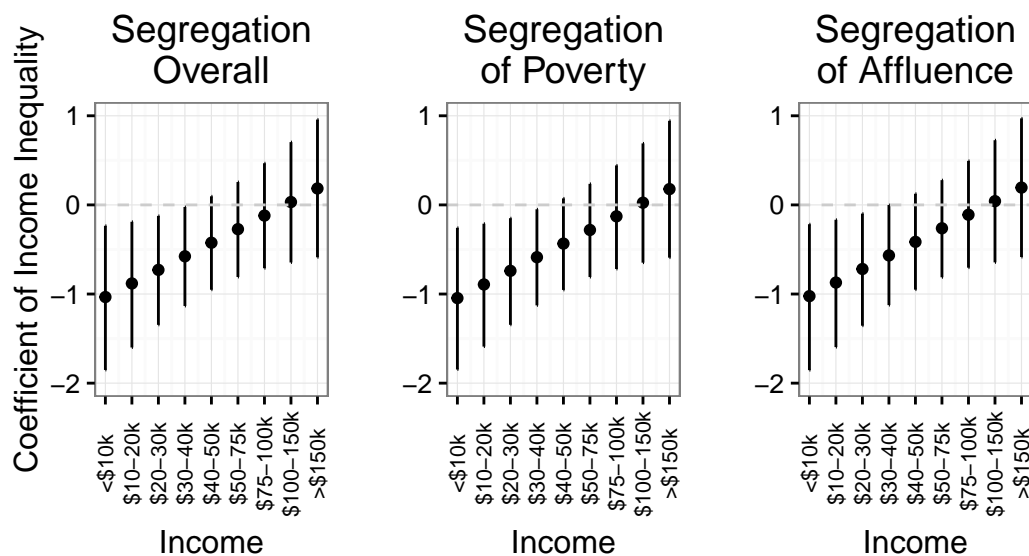 Coefficient of Income Inequality
Segregation
Overall
1
0
−1
−2
<$10k
$10−20k
$20−30k
$30−40k
$40−50k
$50−75k
$75−100k
$100−150k
>$150k
Income
Segregation
of Poverty
1
0
−1
−2
<$10k
$10−20k
$20−30k
$30−40k
$40−50k
$50−75k
$75−100k
$100−150k
>$150k
Income
Segregation
of Affluence
1
0
−1
−2
<$10k
$10−20k
$20−30k
$30−40k
$40−50k
$50−75k
$75−100k
$100−150k
>$150k
Income